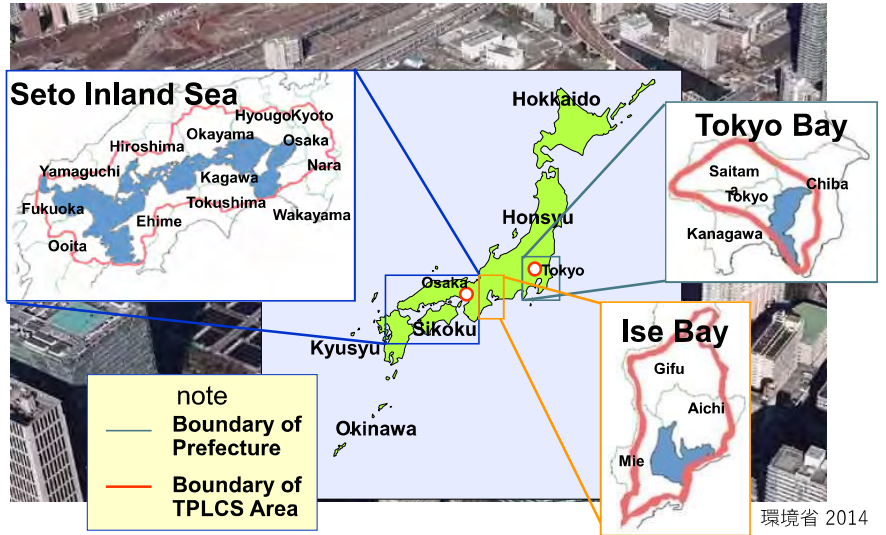 Seto Inland Sea
HyougoKyoto
Okayama
Osaka
Hiroshima
Nara
Yamaguchi
Kagawa
Tokushima
Fukuoka
Ehime
Wakayama
Ooita
Hokkaido
Honsyu
Tokyo
Osaka
Sikoku
Kyusyu
Okinawa
Tokyo Bay
Saitam
a
Chiba
Tokyo
Kanagawa
Ise Bay
Gifu
Aichi
Mie
note
Boundary of
Prefecture
Boundary of
TPLCS Area
環境省 2014